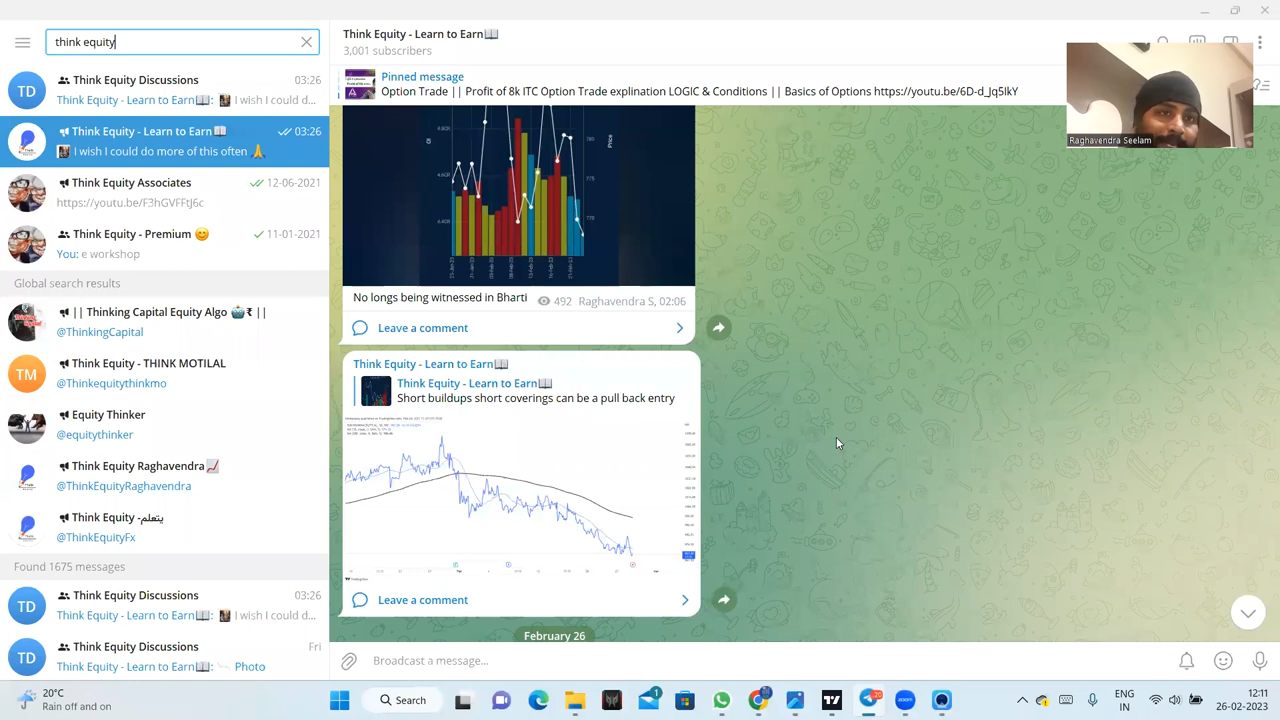 think equity
Think Equity Discussions
03:26
Think Equity - Learn to Earn📖: I wish I could d...
Think Equity - Learn to Earn📖
03:26
I wish I could do more of this often 🙏
Think Equity Associates
12-06-2021
https://youtu.be/F3hGVFFtJ6c
Think Equity - Premium 😊
11-01-2021
You: e workshop
Global search results
|| Thinking Capital Equity Algo 🤖₹ ||
@ThinkingCapital
TM
Think Equity - THINK MOTILAL
@Thinkequitythinkmo
Equity Thinker
Think Equity Raghavendra📈
@ThinkEquityRaghavendra
Think Equity- يتعلم
@ThinkEquityFx
Found 1675 messages
TD
Think Equity Discussions
03:26
Think Equity - Learn to Earn📖: I wish I could d...
TD
Think Equity Discussions
Fri
Think Equity - Learn to Earn📖: Photo
Think Equity - Learn to Earn📖
3,001 subscribers
Pinned message
Option Trade || Profit of 8k ITC Option Trade explination LOGIC & Conditions || Basics of Options https://youtu.be/6D-d_Jq5IkY
Raghavendra Seelam
OI
Price
780
775
770
No longs being witnessed in Bharti
492 Raghavendra S, 02:06
Leave a comment
Think Equity - Learn to Earn📖
Think Equity - Learn to Earn📖
Short buildups short coverings can be a pull back entry
Leave a comment
February 26
Broadcast a message...
20°C
Rain off and on
Search
ENG
IN
12:11
26-02-2023